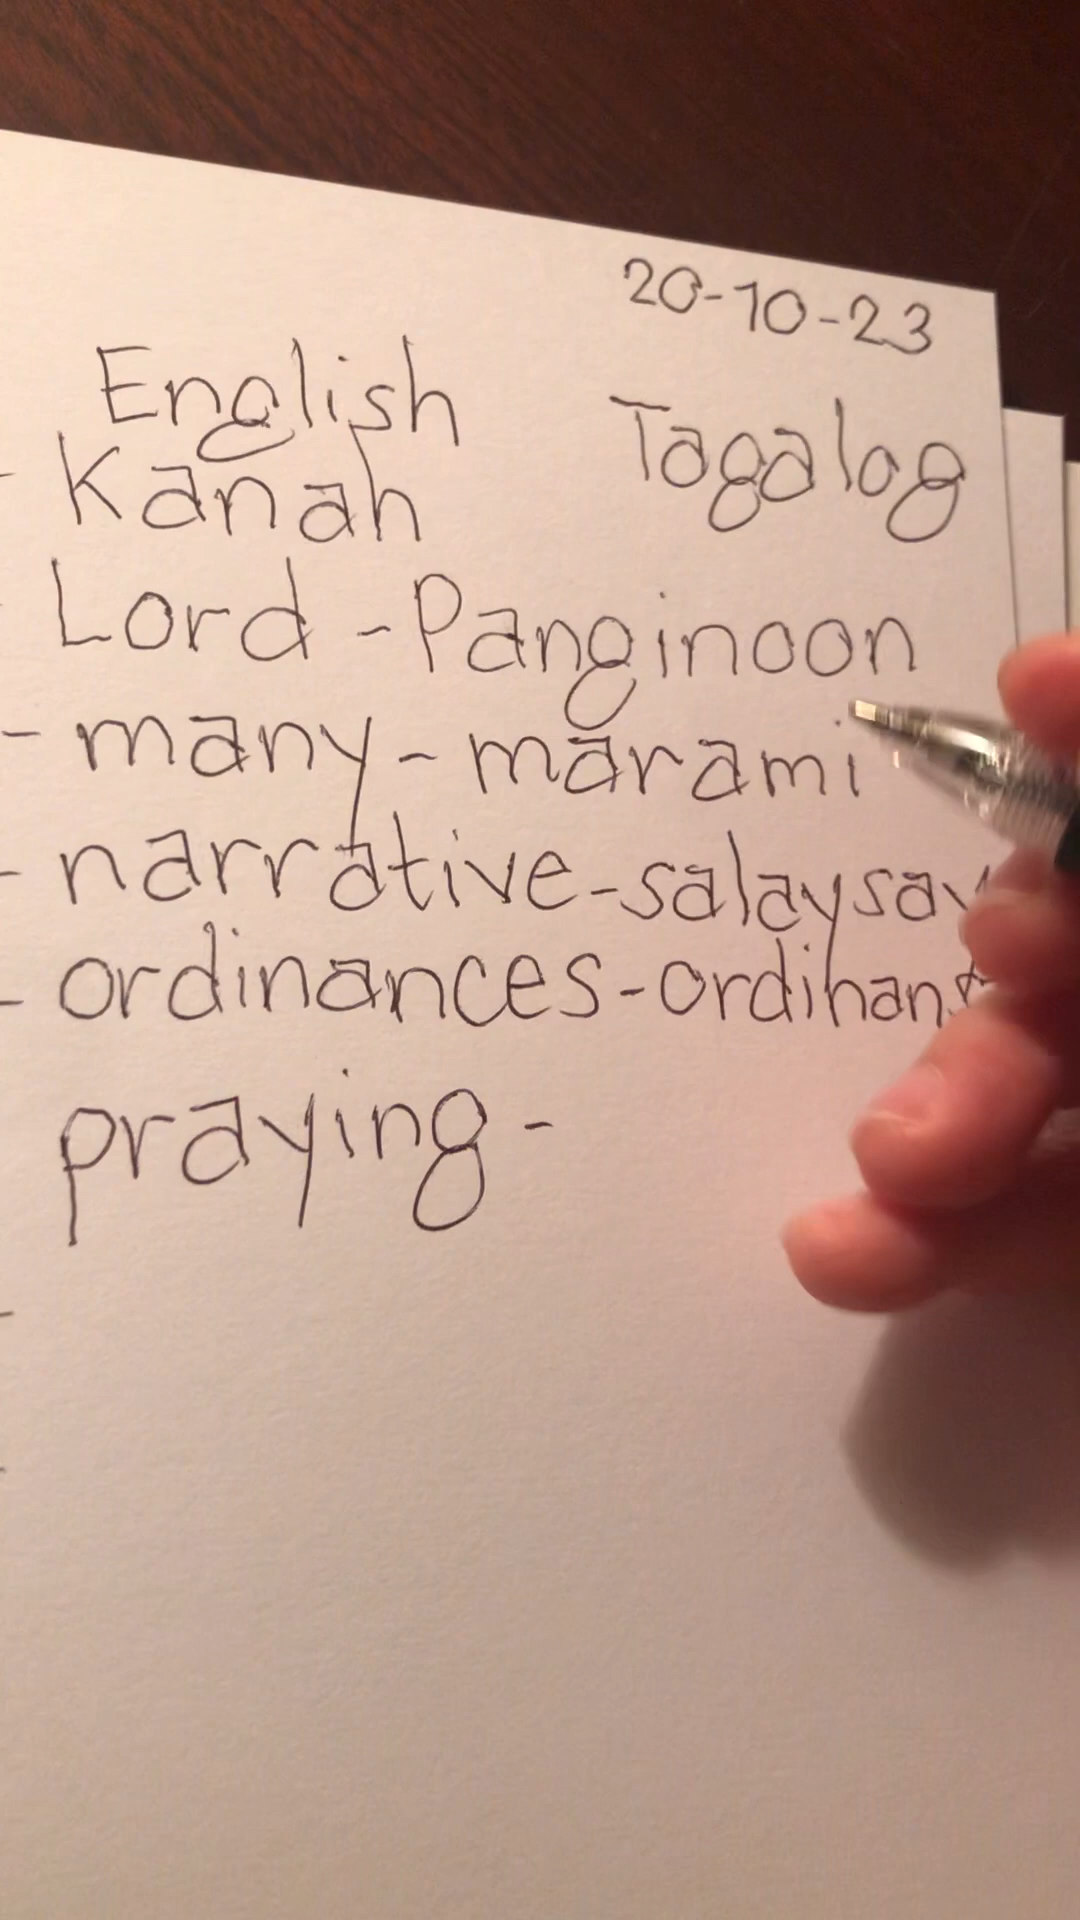 20-10-23
English Tagalog
- Kanah
- Lord - Panginoon
- many - marami
- narrative - salaysay
- ordinances -
praying -
-
-